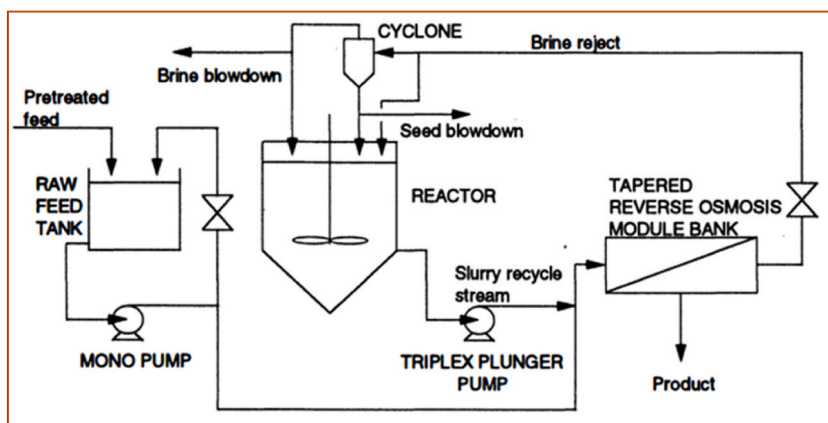 CYCLONE
Brine reject
Brine blowdown
Pretreated
feed
Seed blowdown
RAW
FEED
TANK
REACTOR
TAPERED
REVERSE OSMOSIS
MODULE BANK
Slurry recycle
stream
MONO PUMP
TRIPLEX PLUNGER
PUMP
Product